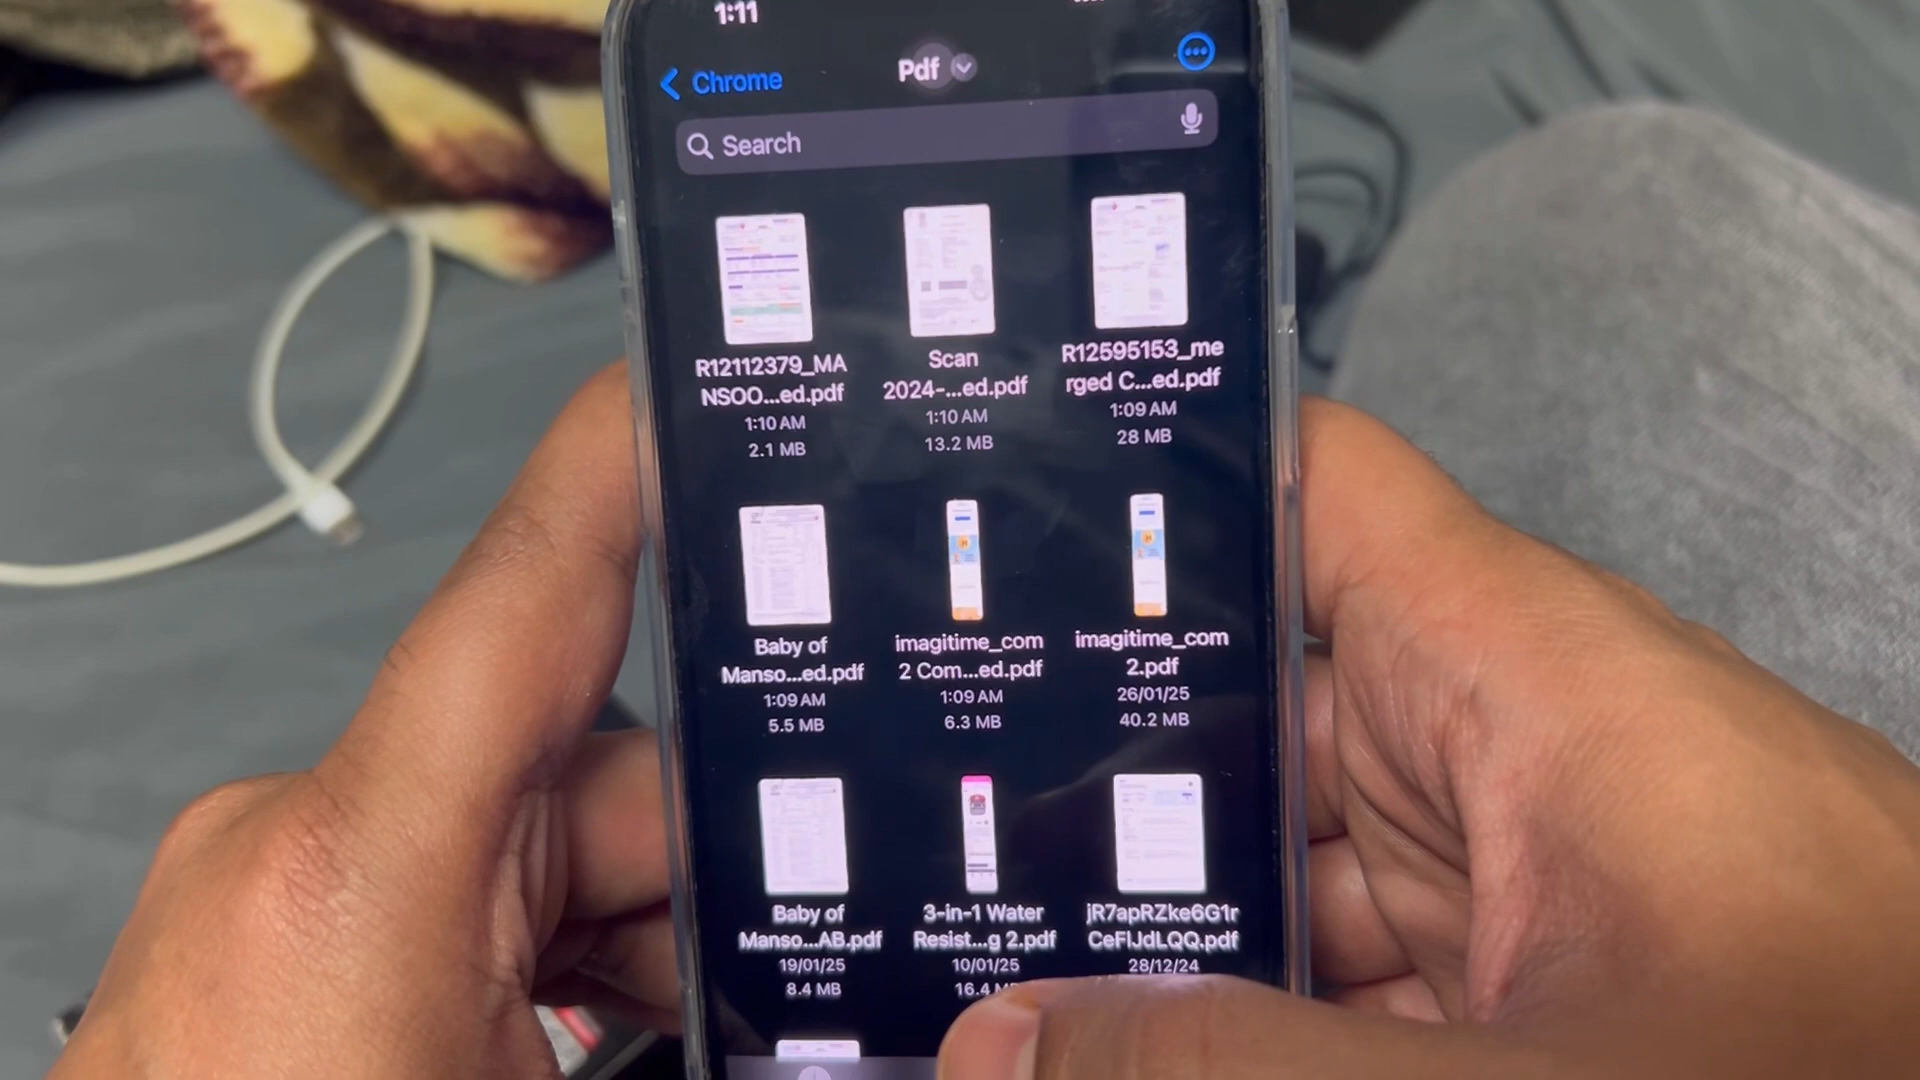 1:11
Chrome
Pdf
Search
R12112379_MA
NSOO...ed.pdf
1:10 AM
2.1 MB
Scan
2024-...ed.pdf
1:10 AM
13.2 MB
R12595153_me
rged C...ed.pdf
1:09 AM
28 MB
Baby of
Manso...ed.pdf
1:09 AM
5.5 MB
imagitime_com
2 Com...ed.pdf
1:09 AM
6.3 MB
imagitime_com
2.pdf
26/01/25
40.2 MB
Baby of
Manso...AB.pdf
19/01/25
8.4 MB
3-in-1 Water
Resist...g 2.pdf
10/01/25
16.4
jR7apRZke6G1r
CeFIJdLQQ.pdf
28/12/24